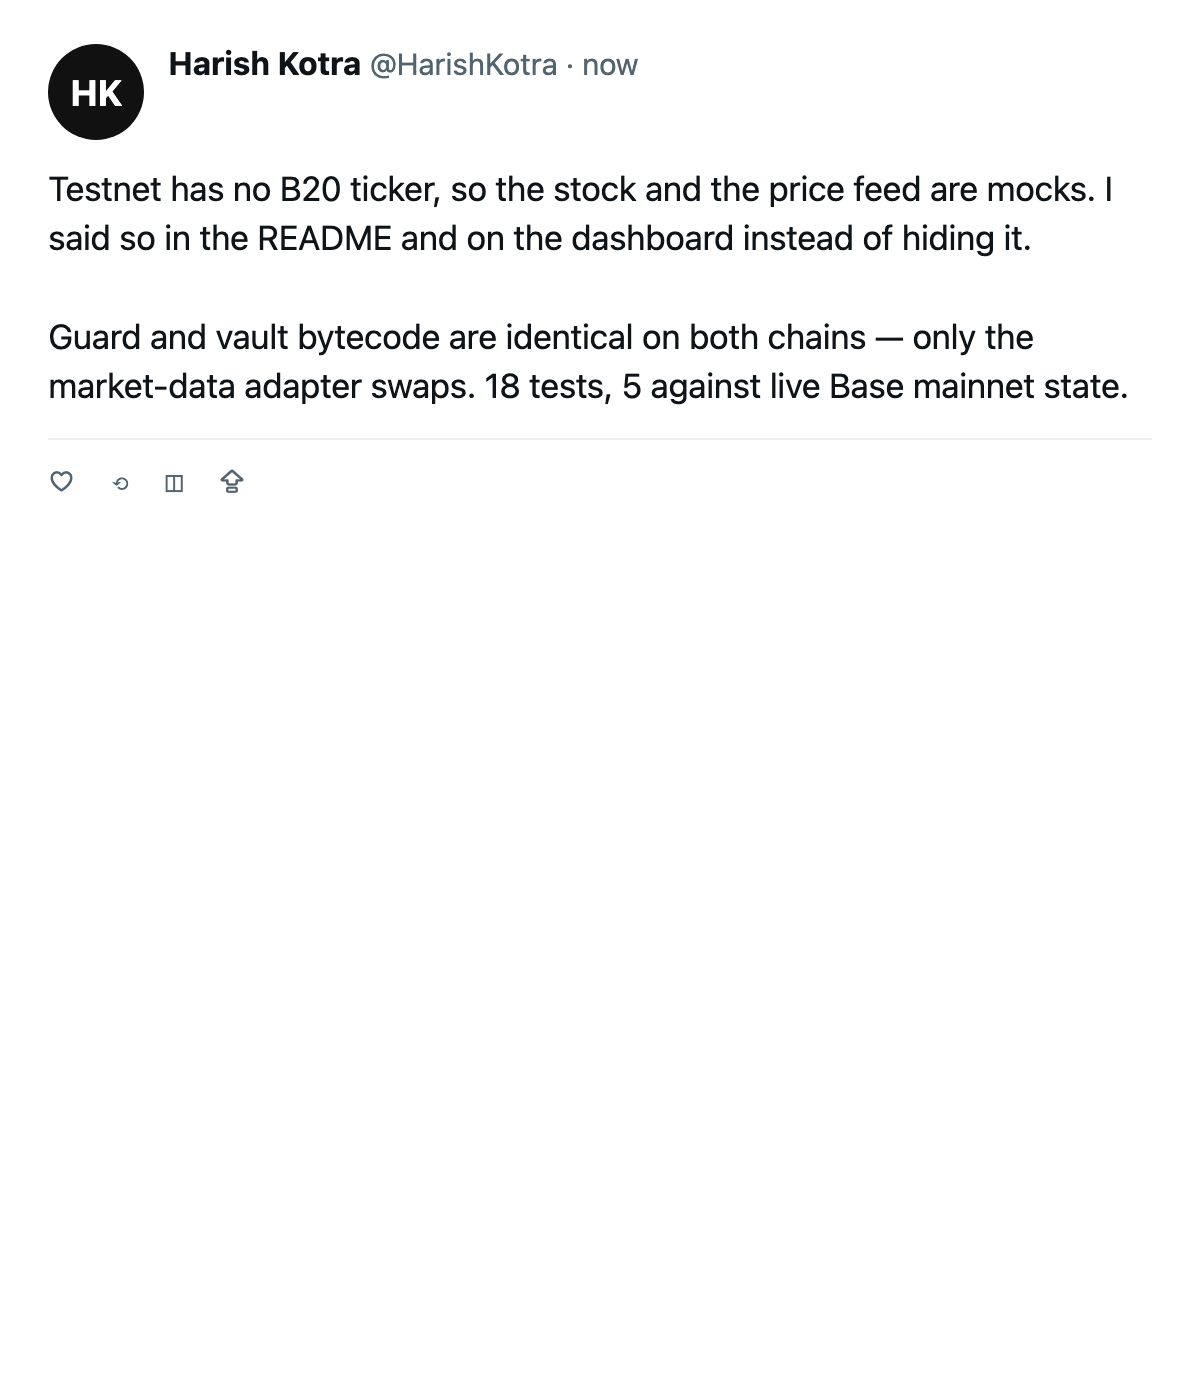 HK
Harish Kotra @HarishKotra · now
Testnet has no B20 ticker, so the stock and the price feed are mocks. I
said so in the README and on the dashboard instead of hiding it.
Guard and vault bytecode are identical on both chains — only the
market-data adapter swaps. 18 tests, 5 against live Base mainnet state.